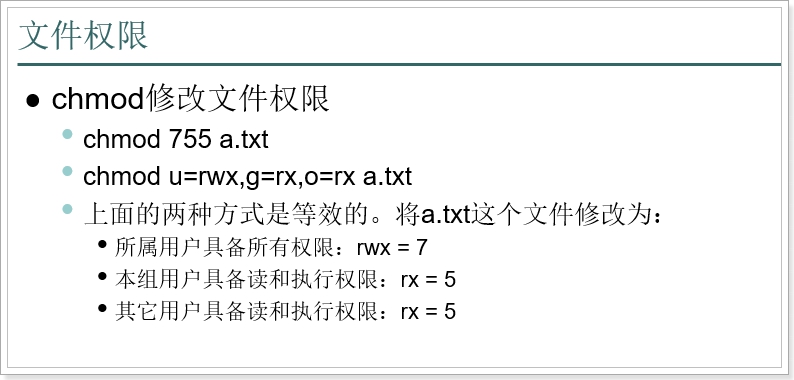 文件权限
chmod修改文件权限
chmod 755 a.txt
chmod u=rwx,g=rx,o=rx a.txt
上面的两种方式是等效的。将a.txt这个文件修改为：
所属用户具备所有权限：rwx = 7
本组用户具备读和执行权限：rx = 5
其它用户具备读和执行权限：rx = 5